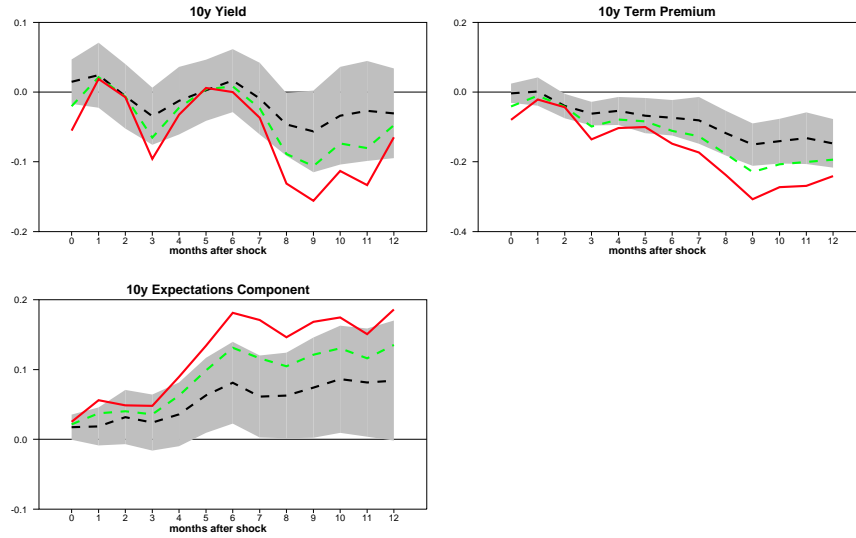 10y Yield
0.1
0.0
-0.1
-0.2
0 1 2 3 4 5 6 7 8 9 10 11 12
months after shock
10y Term Premium
0.2
0.0
-0.2
-0.4
0 1 2 3 4 5 6 7 8 9 10 11 12
months after shock
10y Expectations Component
0.2
0.1
0.0
-0.1
0 1 2 3 4 5 6 7 8 9 10 11 12
months after shock